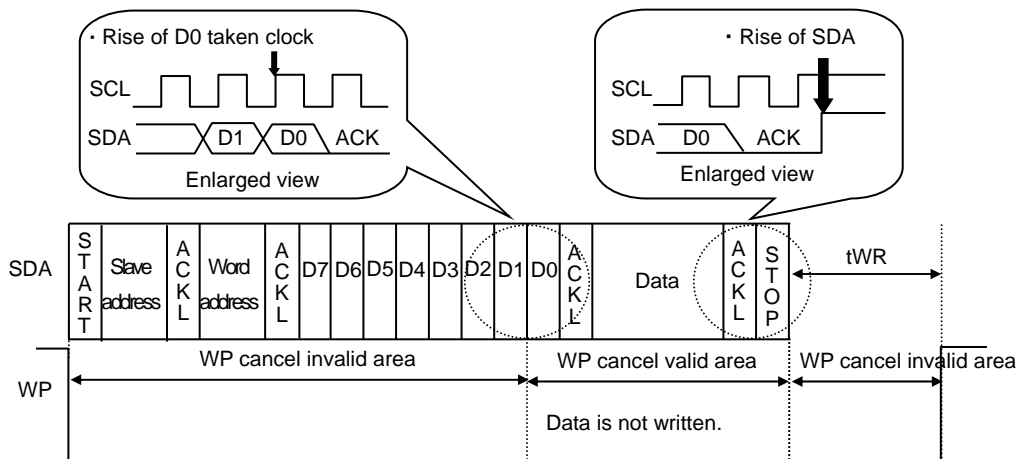 ・Rise of D0 taken clock
SCL
SDA D1 D0 ACK
Enlarged view
・Rise of SDA
SCL
SDA D0 ACK
Enlarged view
SDA
START
Slave
address
ACKL
Word
address
ACKL
D7 D6 D5 D4 D3 D2 D1 D0
ACKL
Data
ACKL
STOP
tWR
WP
WP cancel invalid area
WP cancel valid area
WP cancel invalid area
Data is not written.